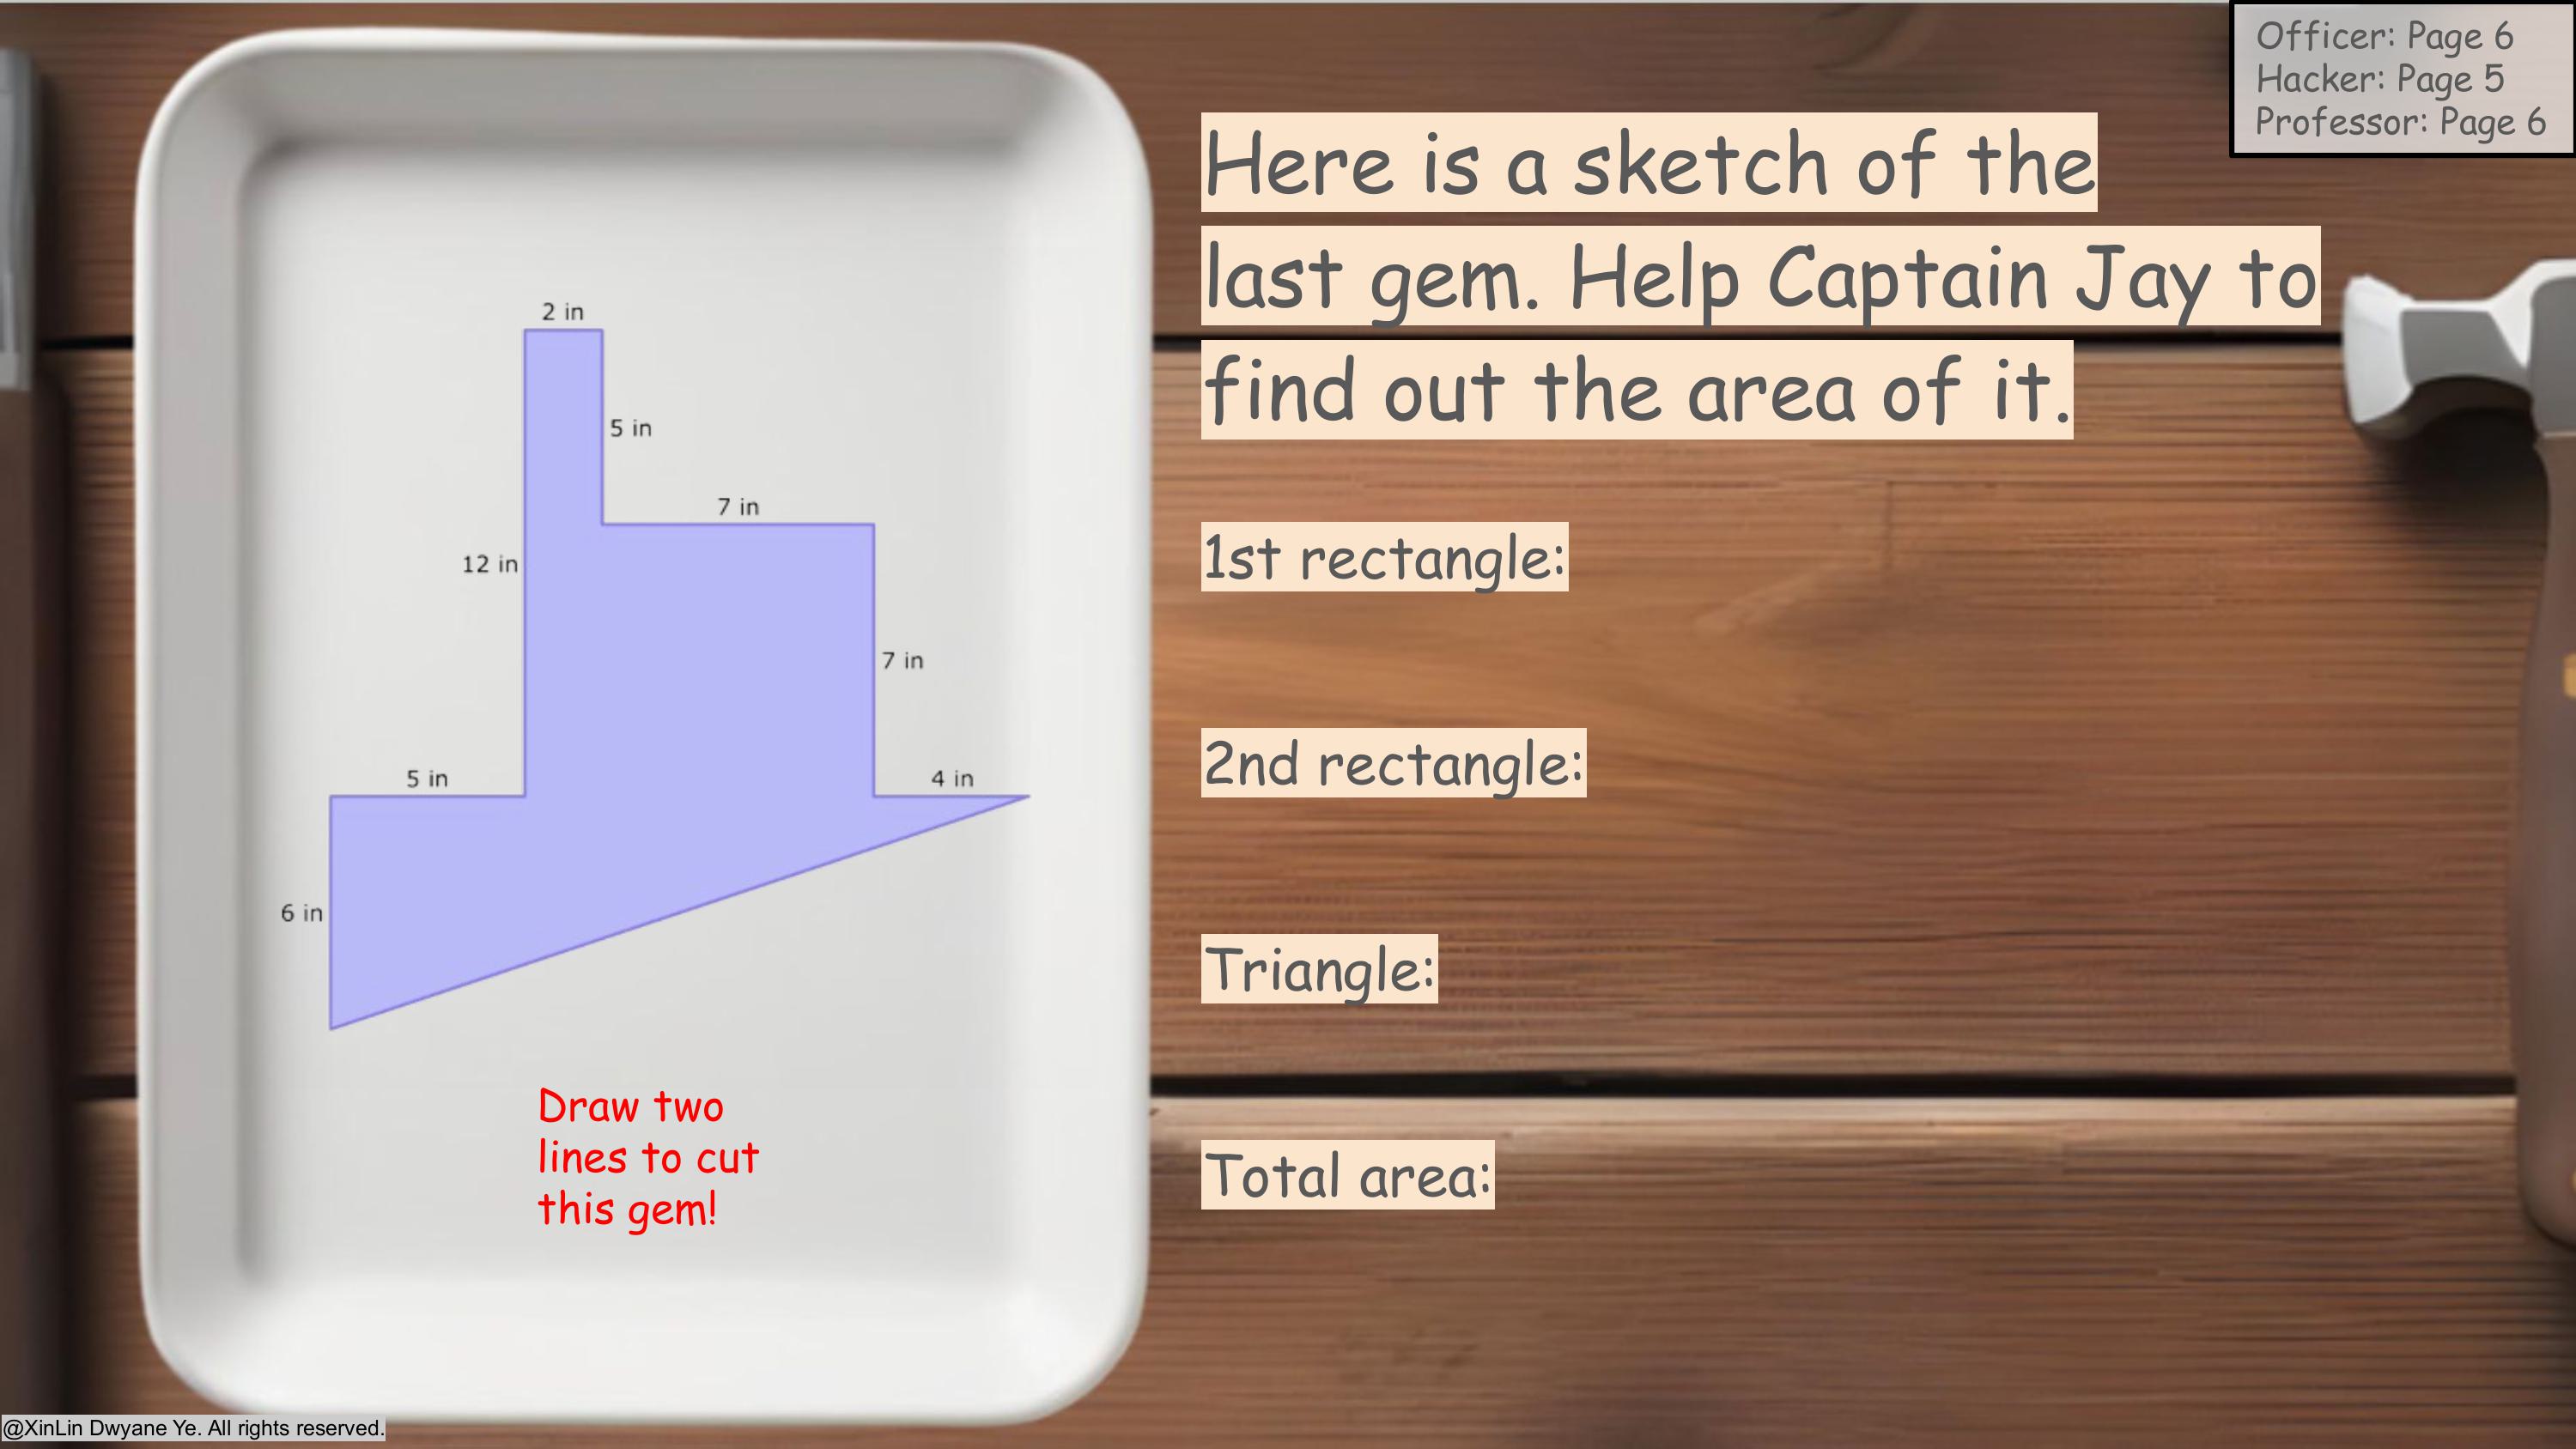 Officer: Page 6
Hacker: Page 5
Professor: Page 6
Here is a sketch of the
last gem. Help Captain Jay to
find out the area of it.
2 in
5 in
7 in
12 in
7 in
5 in
4 in
6 in
Draw two
lines to cut
this gem!
1st rectangle:
2nd rectangle:
Triangle:
Total area:
@XinLin Dwyane Ye. All rights reserved.